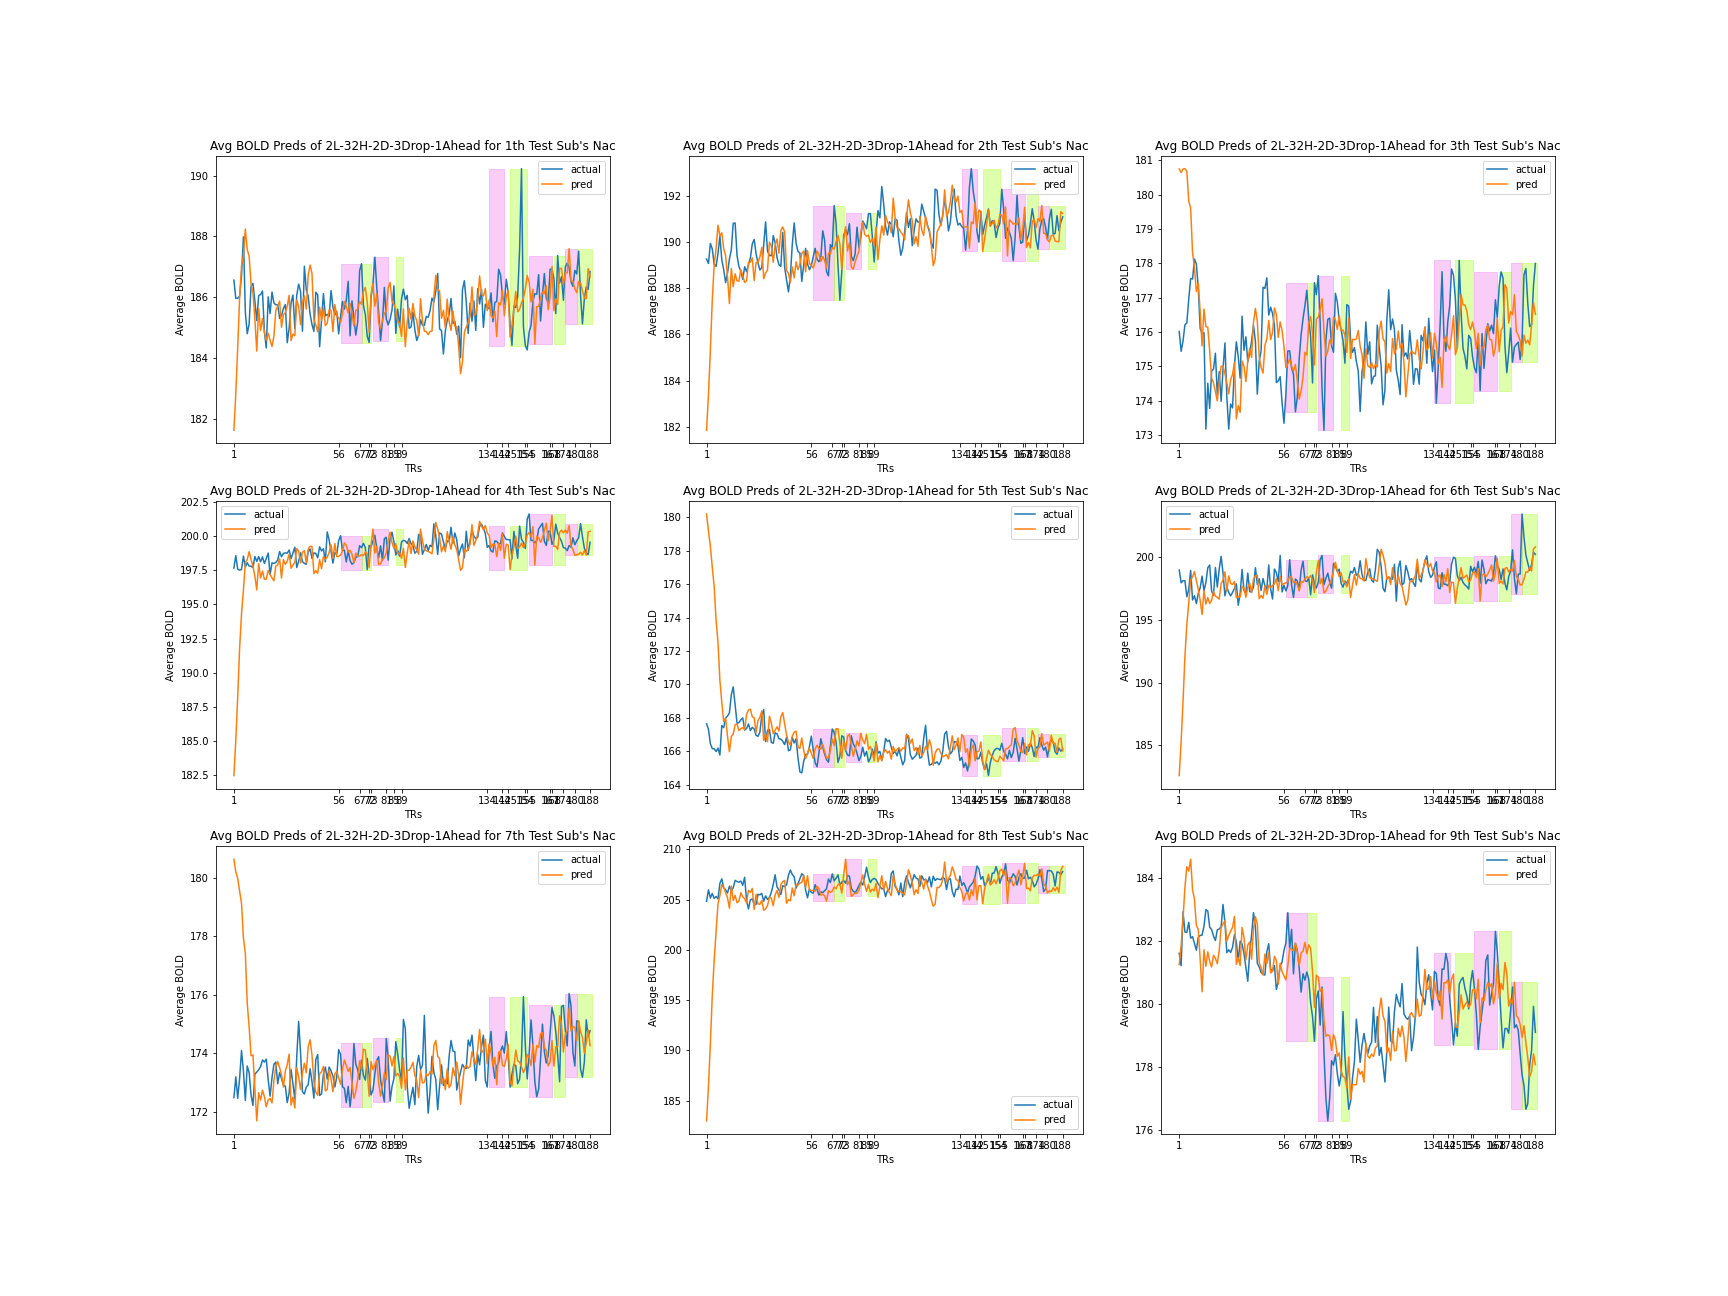 Avg BOLD Preds of 2L-32H-2D-3Drop-1Ahead for 1th Test Sub's Nac
Average BOLD
190
188
186
184
182
actual
pred
1
56
TRs
Avg BOLD Preds of 2L-32H-2D-3Drop-1Ahead for 2th Test Sub's Nac
Average BOLD
192
190
188
186
184
182
actual
pred
1
56
TRs
Avg BOLD Preds of 2L-32H-2D-3Drop-1Ahead for 3th Test Sub's Nac
Average BOLD
181
180
179
178
177
176
175
174
173
actual
pred
1
56
TRs
Avg BOLD Preds of 2L-32H-2D-3Drop-1Ahead for 4th Test Sub's Nac
Average BOLD
202.5
200.0
197.5
195.0
192.5
190.0
187.5
185.0
182.5
actual
pred
1
56
TRs
Avg BOLD Preds of 2L-32H-2D-3Drop-1Ahead for 5th Test Sub's Nac
Average BOLD
180
178
176
174
172
170
168
166
164
actual
pred
1
56
TRs
Avg BOLD Preds of 2L-32H-2D-3Drop-1Ahead for 6th Test Sub's Nac
Average BOLD
200
195
190
185
actual
pred
1
56
TRs
Avg BOLD Preds of 2L-32H-2D-3Drop-1Ahead for 7th Test Sub's Nac
Average BOLD
180
178
176
174
172
actual
pred
1
56
TRs
Avg BOLD Preds of 2L-32H-2D-3Drop-1Ahead for 8th Test Sub's Nac
Average BOLD
210
205
200
195
190
185
actual
pred
1
56
TRs
Avg BOLD Preds of 2L-32H-2D-3Drop-1Ahead for 9th Test Sub's Nac
Average BOLD
184
182
180
178
176
actual
pred
1
56
TRs